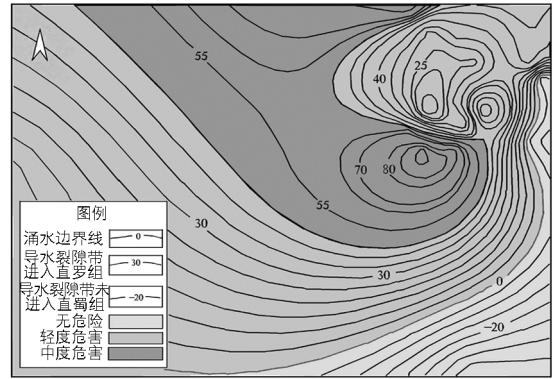 55
25
40
70
80
55
30
30
0
−20
图例
涌水边界线
0
导水裂隙带
进入直罗组
30
导水裂隙带未
进入直蜀组
−20
无危险
轻度危害
中度危害